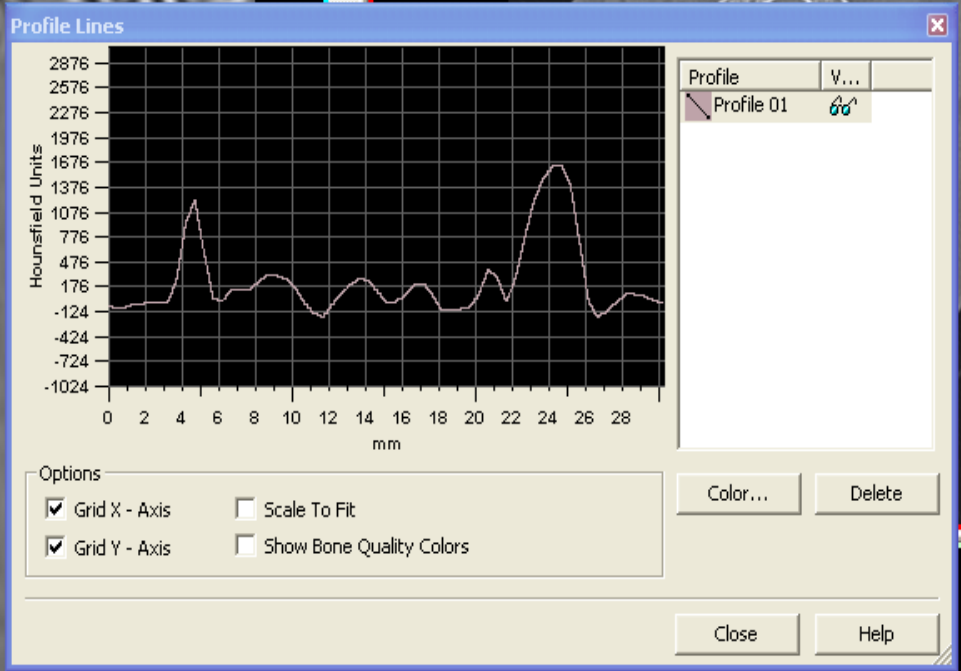 Profile Lines
2876
2576
2276
1976
1676
1376
1076
776
476
176
-124
-424
-724
-1024
Hounsfield Units
0 2 4 6 8 10 12 14 16 18 20 22 24 26 28
mm
Profile V...
Profile 01
Options
Grid X - Axis Scale To Fit
Grid Y - Axis Show Bone Quality Colors
Color... Delete
Close Help